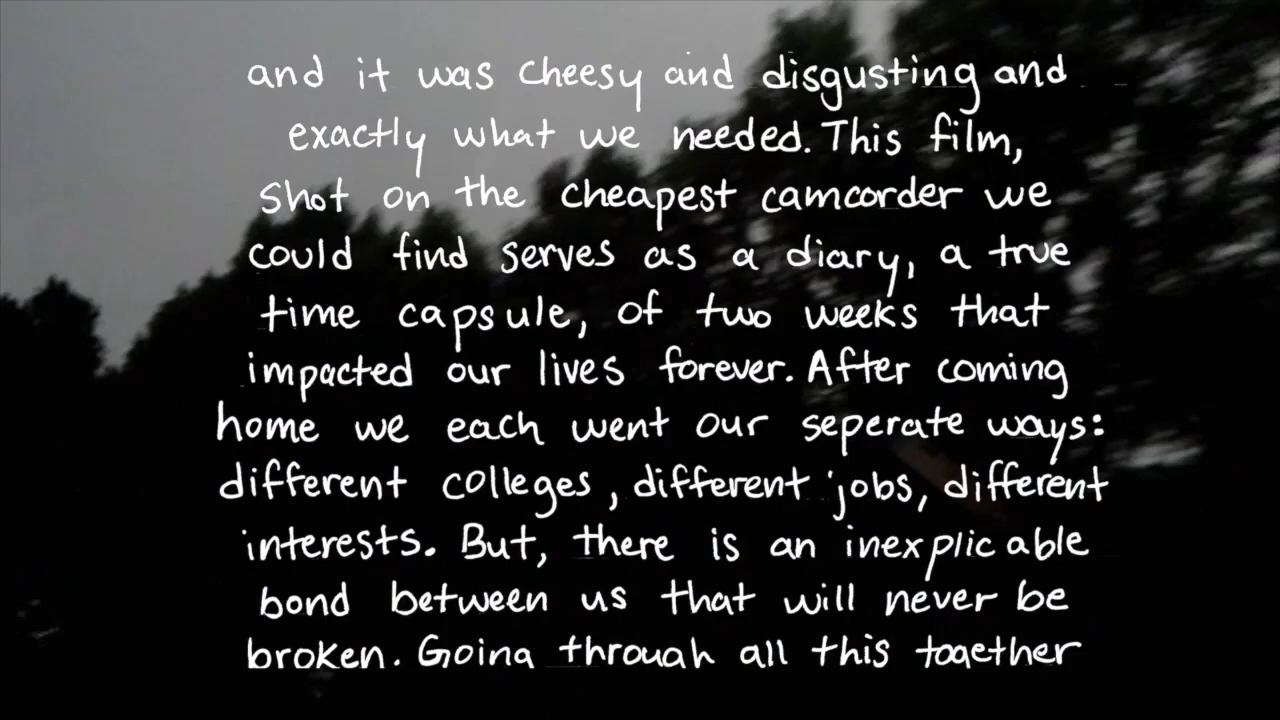 and it was cheesy and disgusting and
exactly what we needed. This film,
shot on the cheapest camcorder we
could find serves as a diary, a true
time capsule, of two weeks that
impacted our lives forever. After coming
home we each went our seperate ways:
different colleges, different jobs, different
interests. But, there is an inexplicable
bond between us that will never be
broken. Going through all this together